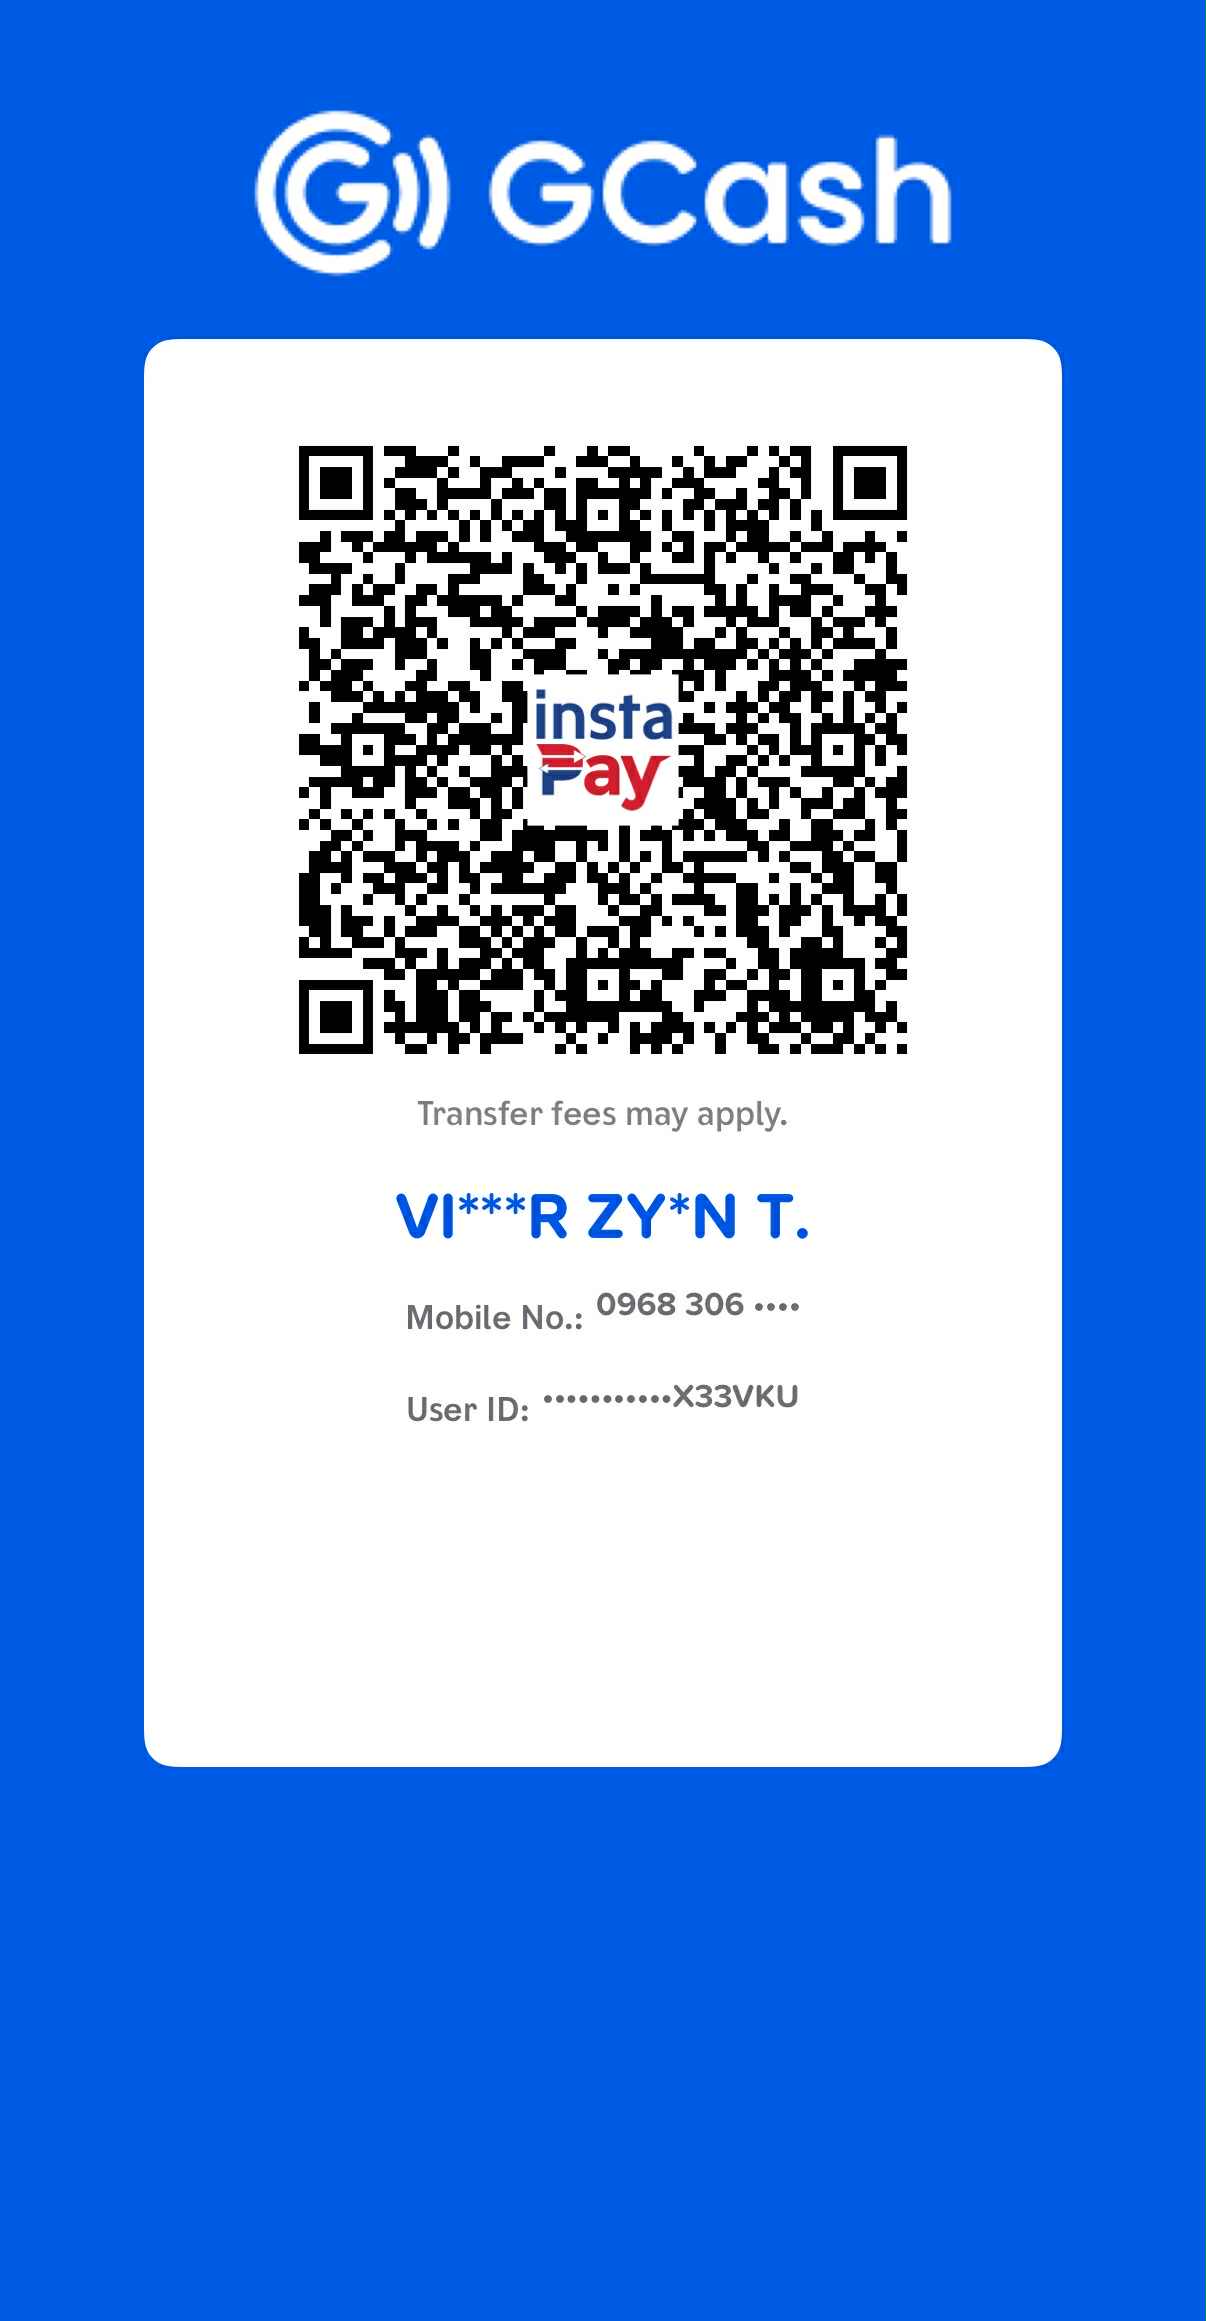 GCash
insta
Pay
Transfer fees may apply.
VI***R ZY*N T.
Mobile No.: 0968 306 ••••
User ID: •••••••••••X33VKU